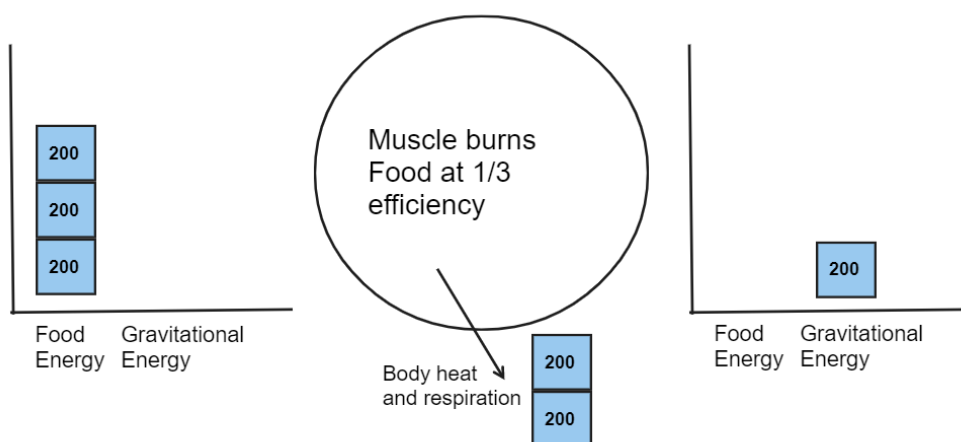 200
200
200
Food
Energy
Gravitational
Energy
Muscle burns
Food at 1/3
efficiency
Body heat
and respiration
200
200
200
Food
Energy
Gravitational
Energy